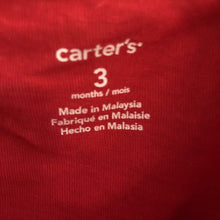 carter's
3
months / mois
Made in Malaysia
Fabriqué en Malaisie
Hecho en Malasia